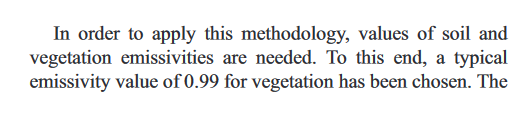 In order to apply this methodology, values of soil and
vegetation emissivities are needed. To this end, a typical
emissivity value of 0.99 for vegetation has been chosen. The